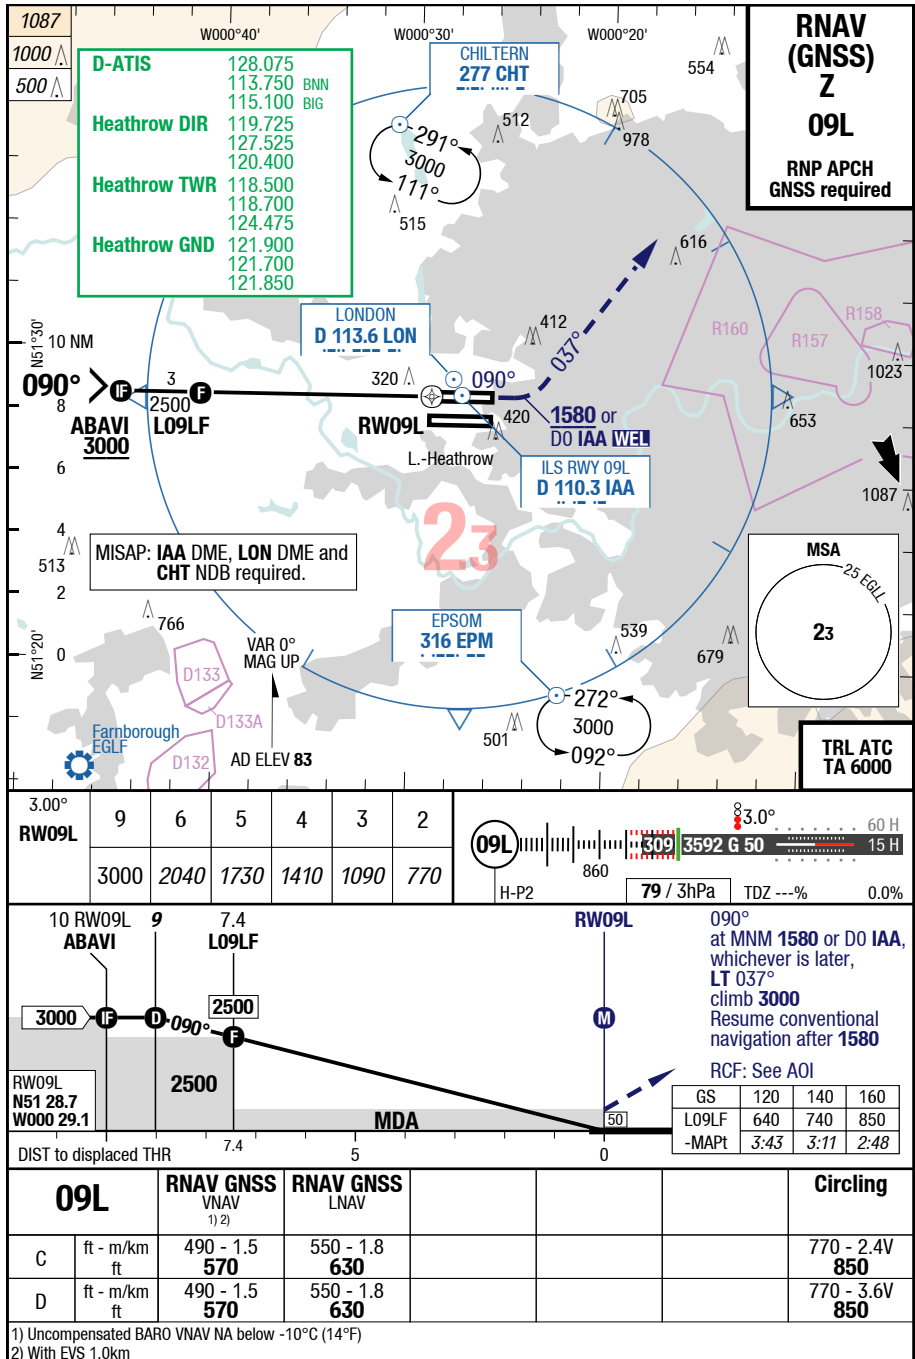 1087
1000
500
W000°40'
W000°30'
W000°20'
RNAV
(GNSS)
Z
09L
RNP APCH
GNSS required
D-ATIS 128.075
113.750 BNN
115.100 BIG
Heathrow DIR 119.725
127.525
120.400
Heathrow TWR 118.500
118.700
124.475
Heathrow GND 121.900
121.700
121.850
CHILTERN
277 CHT
554
705
978
512
291°
3000
111°
515
616
LONDON
D 113.6 LON
412
037°
R160
R157
R158
1023
N51°30'
10 NM
090°
IF
3
2500
F
ABAVI
3000
L09LF
320
090°
RW09L
420
1580 or
D0 IAA WEL
653
8
L.-Heathrow
ILS RWY 09L
D 110.3 IAA
1087
6
4
2
0
23
513
MISAP: IAA DME, LON DME and
CHT NDB required.
MSA
25 EGLL
23
766
N51°20'
VAR 0°
MAG UP
EPSOM
316 EPM
539
679
D133
D133A
D132
Farnborough
EGLF
AD ELEV 83
501
272°
3000
092°
TRL ATC
TA 6000
3.00°
RW09L
9 6 5 4 3 2
3000 2040 1730 1410 1090 770
09L
860
309 3592 G 50
3.0°
60 H
15 H
H-P2
79 / 3hPa
TDZ ---%
0.0%
10 RW09L 9 7.4
ABAVI L09LF
RW09L
3000
IF
D
090°
2500
F
2500
M
MDA
50
RW09L
N51 28.7
W000 29.1
DIST to displaced THR
7.4
5
0
090°
at MNM 1580 or D0 IAA,
whichever is later,
LT 037°
climb 3000
Resume conventional
navigation after 1580
RCF: See AOI
GS 120 140 160
L09LF 640 740 850
-MAPt 3:43 3:11 2:48
09L
RNAV GNSS
VNAV
1) 2)
RNAV GNSS
LNAV
Circling
C ft - m/km 490 - 1.5 550 - 1.8 770 - 2.4V
ft 570 630 850
D ft - m/km 490 - 1.5 550 - 1.8 770 - 3.6V
ft 570 630 850
1) Uncompensated BARO VNAV NA below -10°C (14°F)
2) With EVS 1.0km